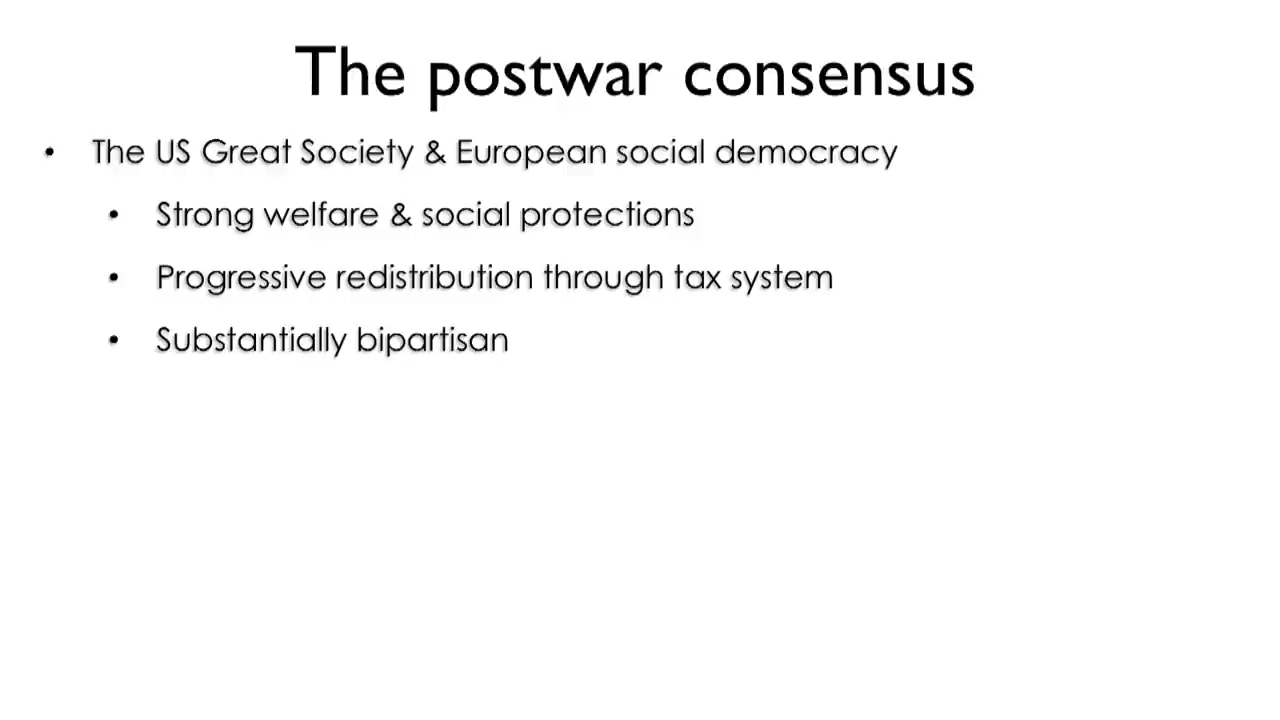 The postwar consensus
• The US Great Society & European social democracy
• Strong welfare & social protections
• Progressive redistribution through tax system
• Substantially bipartisan